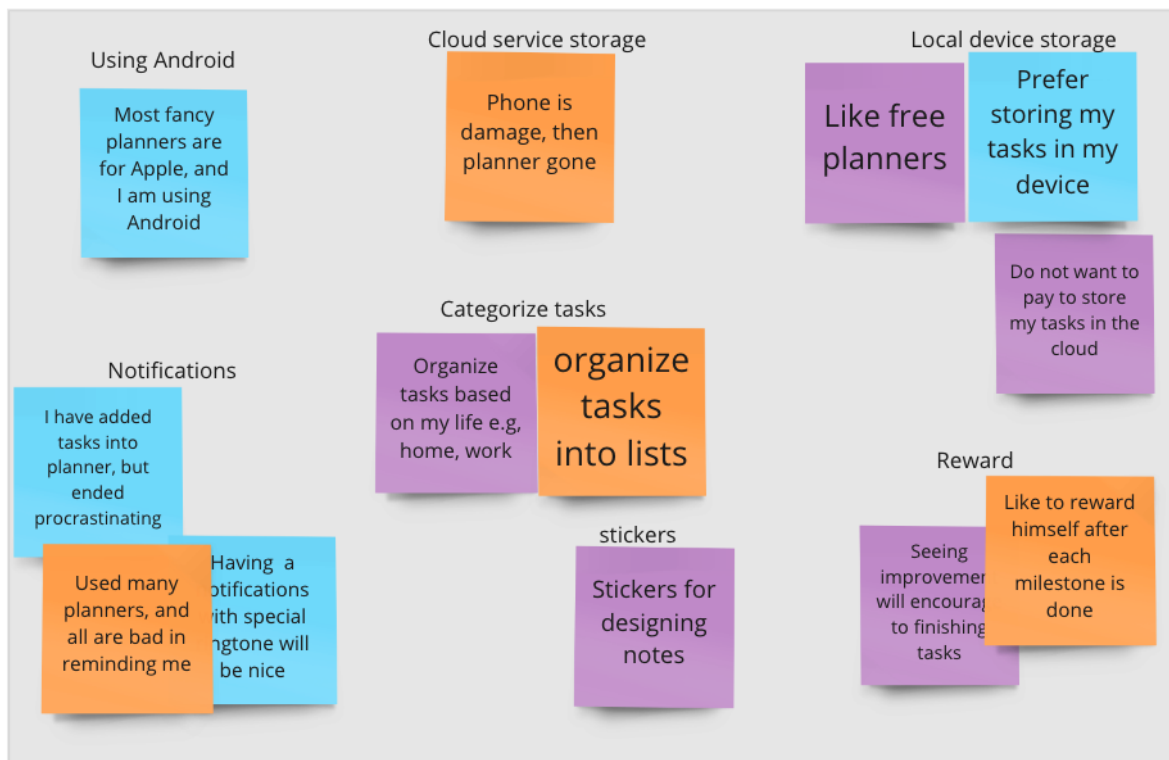 Using Android
Most fancy
planners are
for Apple, and
I am using
Android
Cloud service storage
Phone is
damage, then
planner gone
Local device storage
Like free
planners
Prefer
storing my
tasks in my
device
Do not want to
pay to store
my tasks in the
cloud
Categorize tasks
Organize
tasks based
on my life e.g,
home, work
organize
tasks
into lists
Notifications
I have added
tasks into
planner, but
ended
procrastinating
Used many
planners, and
all are bad in
reminding me
Having a
otifications
ith special
ngtone will
be nice
stickers
Stickers for
designing
notes
Reward
Seeing
improvemen
will encourag
to finishing
tasks
Like to reward
himself after
each
milestone is
done